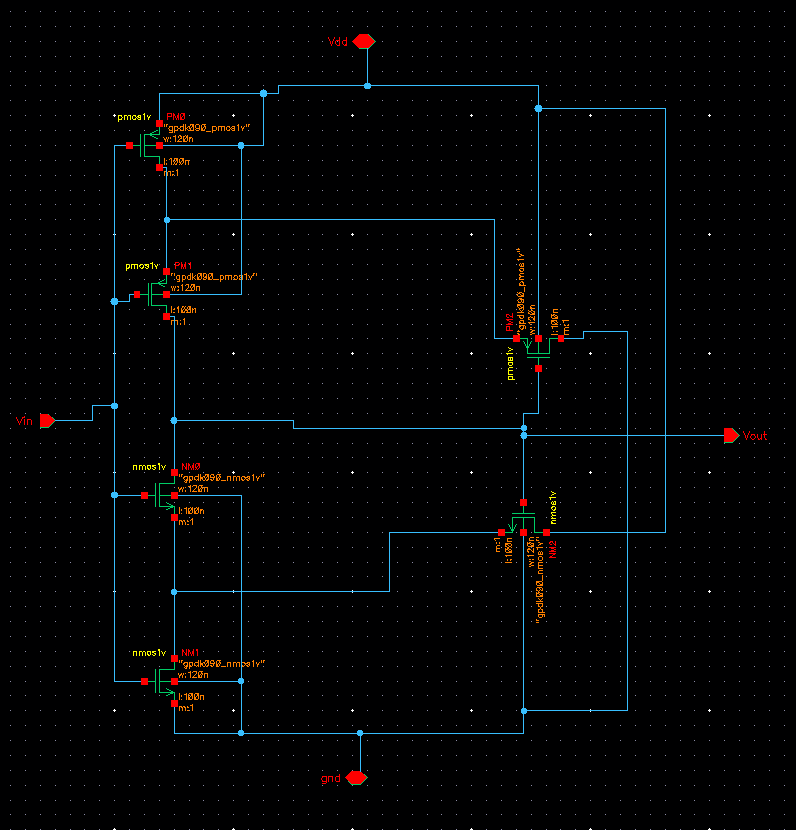 Vdd
pmos1v
PM0
"gpdk090_pmos1v"
w:120n
l:100n
m:1
pmos1v
PM1
"gpdk090_pmos1v"
w:120n
l:100n
m:1
PM2
"gpdk090_pmos1v"
w:120n
l:100n
m:1
pmos1v
Vin
Vout
nmos1v
NM0
"gpdk090_nmos1v"
w:120n
l:100n
m:1
nmos1v
m:1
l:100n
w:120n
"gpdk090_nmos1v"
NM2
nmos1v
NM1
"gpdk090_nmos1v"
w:120n
l:100n
m:1
gnd